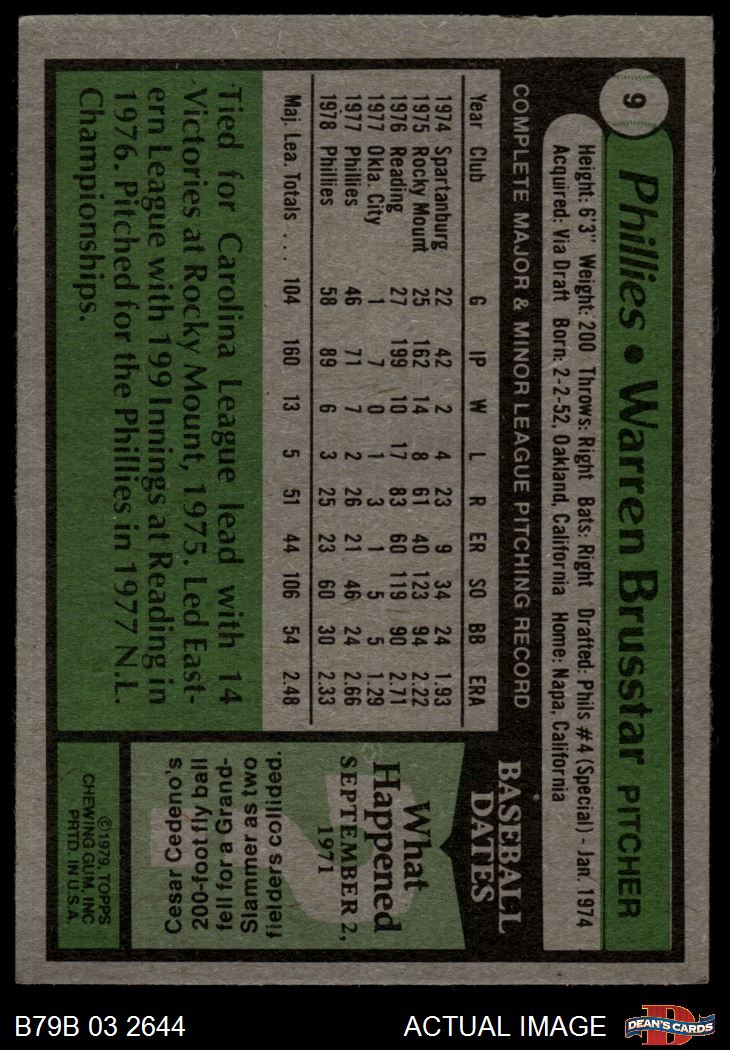 9
Phillies • Warren Brusstar PITCHER
Height: 6'3" Weight: 200 Throws: Right Bats: Right Drafted: Phils #4 (Special) - Jan. 1974
Acquired: Via Draft Born: 2-2-52, Oakland, California Home: Napa, California
COMPLETE MAJOR & MINOR LEAGUE PITCHING RECORD
Year Club G IP W L R ER SO BB ERA
1974 Spartanburg 22 42 2 4 23 9 34 24 1.93
1975 Rocky Mount 25 162 14 8 61 40 123 94 2.22
1976 Reading 27 199 10 17 83 60 119 90 2.71
1977 Okla. City 1 7 0 1 3 1 5 5 1.29
1977 Phillies 46 71 7 2 26 21 46 24 2.66
1978 Phillies 58 89 6 3 25 23 60 30 2.33
Maj. Lea. Totals . . . 104 160 13 5 51 44 106 54 2.48
Tied for Carolina League lead with 14
Victories at Rocky Mount, 1975. Led East-
ern League with 199 Innings at Reading in
1976. Pitched for the Phillies in 1977 N.L.
Championships.
BASEBALL
DATES
What
Happened
SEPTEMBER 2,
1971
Cesar Cedeno's
200-foot fly ball
fell for a Grand-
Slammer as two
fielders collided.
©1979, TOPPS
CHEWING GUM, INC
PRTD. IN U.S.A.
B79B 03 2644
ACTUAL IMAGE
D
DEAN'S CARDS